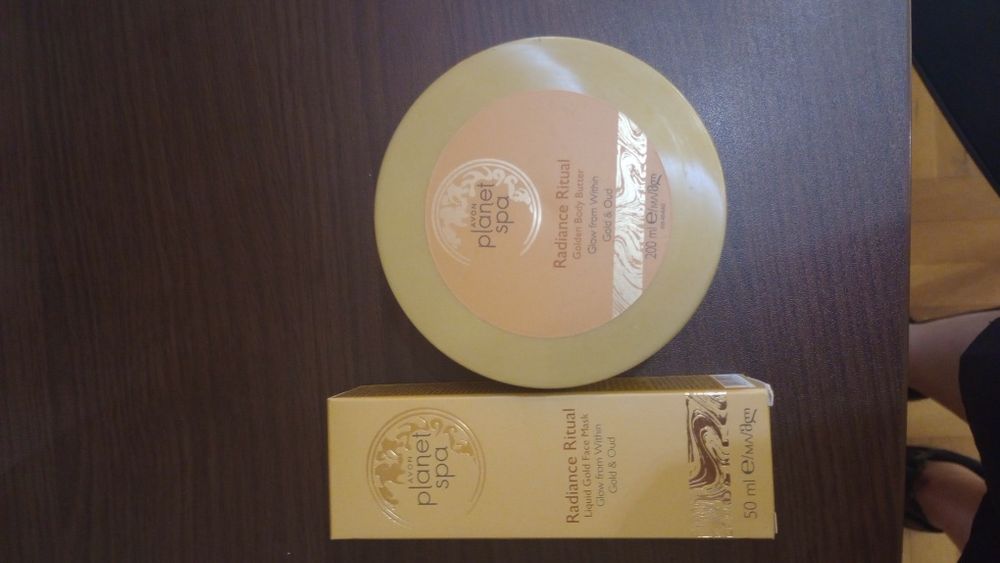 AVON
planet
spa
Radiance Ritual
Golden Body Butter
Glow from Within
Gold & Oud
200 ml e
AVON
planet
spa
Radiance Ritual
Liquid Gold Face Mask
Glow from Within
Gold & Oud
50 ml e